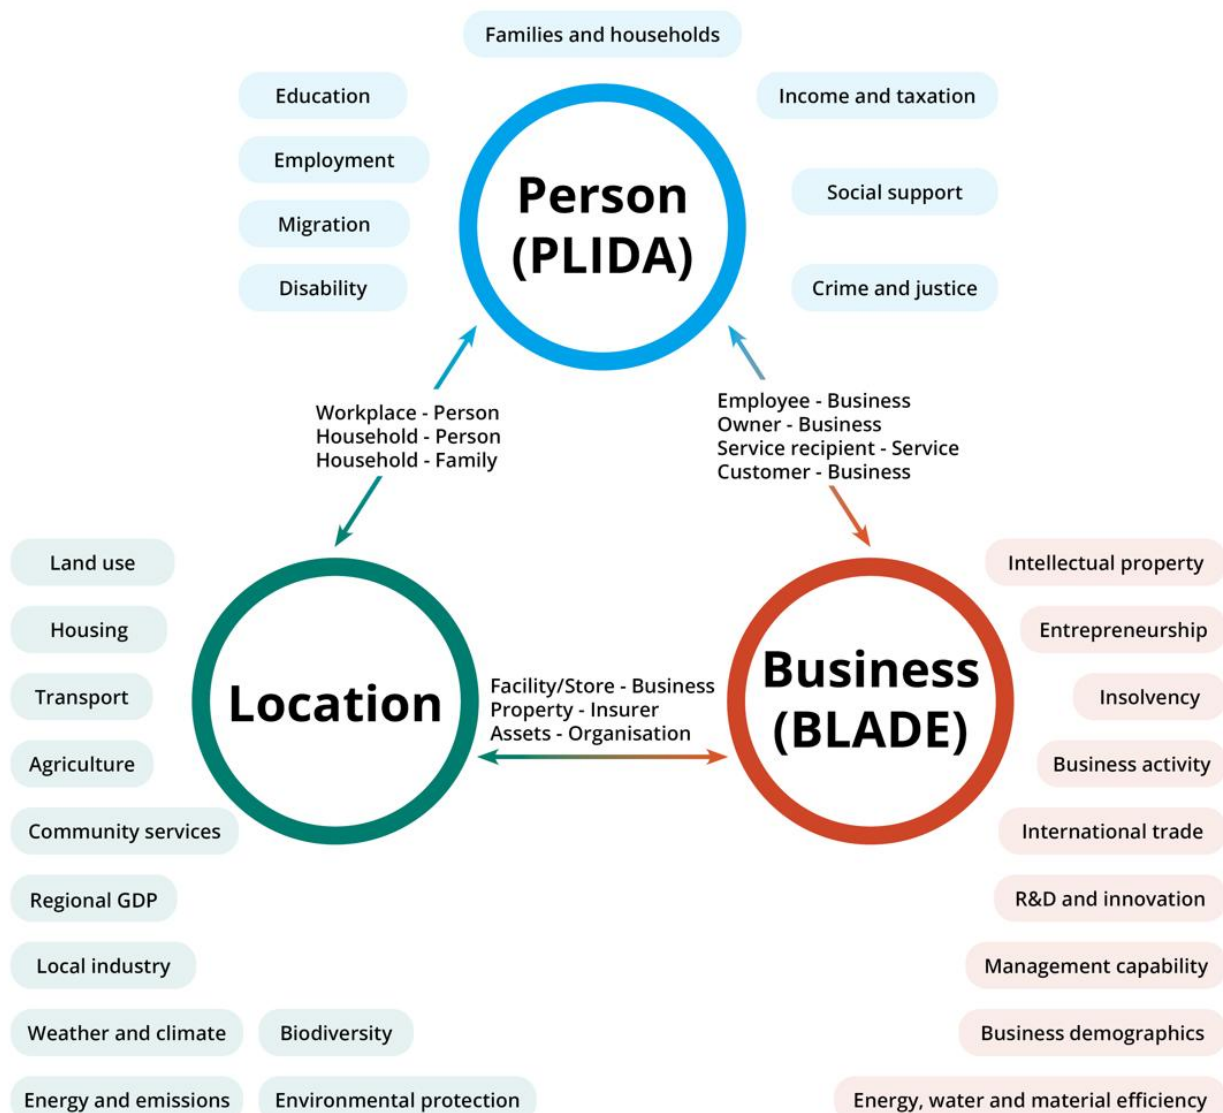 Families and households
Education
Income and taxation
Employment
Social support
Migration
Disability
Crime and justice
Person
(PLIDA)
Workplace - Person
Household - Person
Household - Family
Employee - Business
Owner - Business
Service recipient - Service
Customer - Business
Land use
Housing
Transport
Agriculture
Community services
Regional GDP
Local industry
Weather and climate
Biodiversity
Energy and emissions
Environmental protection
Location
Facility/Store - Business
Property - Insurer
Assets - Organisation
Business
(BLADE)
Intellectual property
Entrepreneurship
Insolvency
Business activity
International trade
R&D and innovation
Management capability
Business demographics
Energy, water and material efficiency